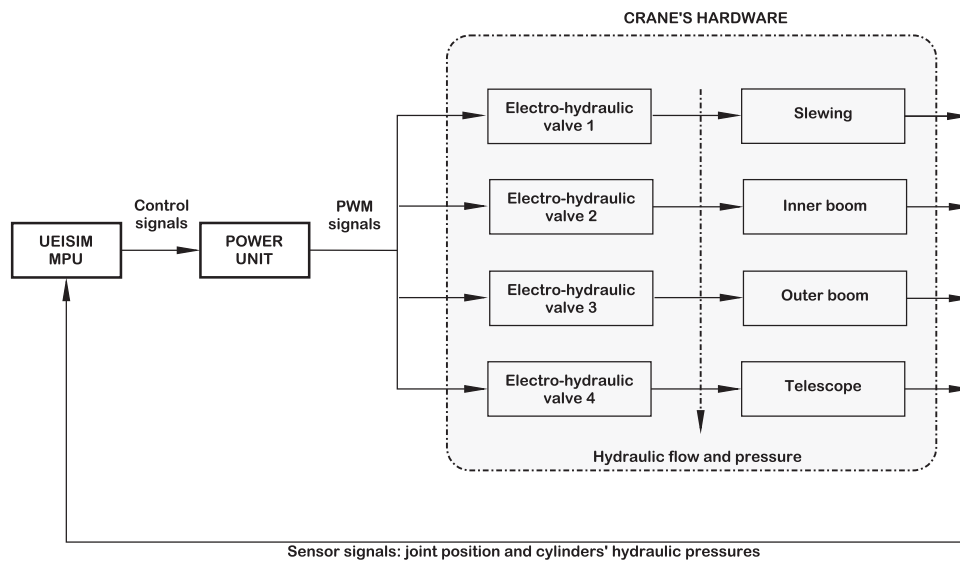 CRANE'S HARDWARE
Electro-hydraulic
valve 1
Slewing
Control
signals
PWM
signals
Electro-hydraulic
valve 2
Inner boom
UEISIM
MPU
POWER
UNIT
Electro-hydraulic
valve 3
Outer boom
Electro-hydraulic
valve 4
Telescope
Hydraulic flow and pressure
Sensor signals: joint position and cylinders' hydraulic pressures